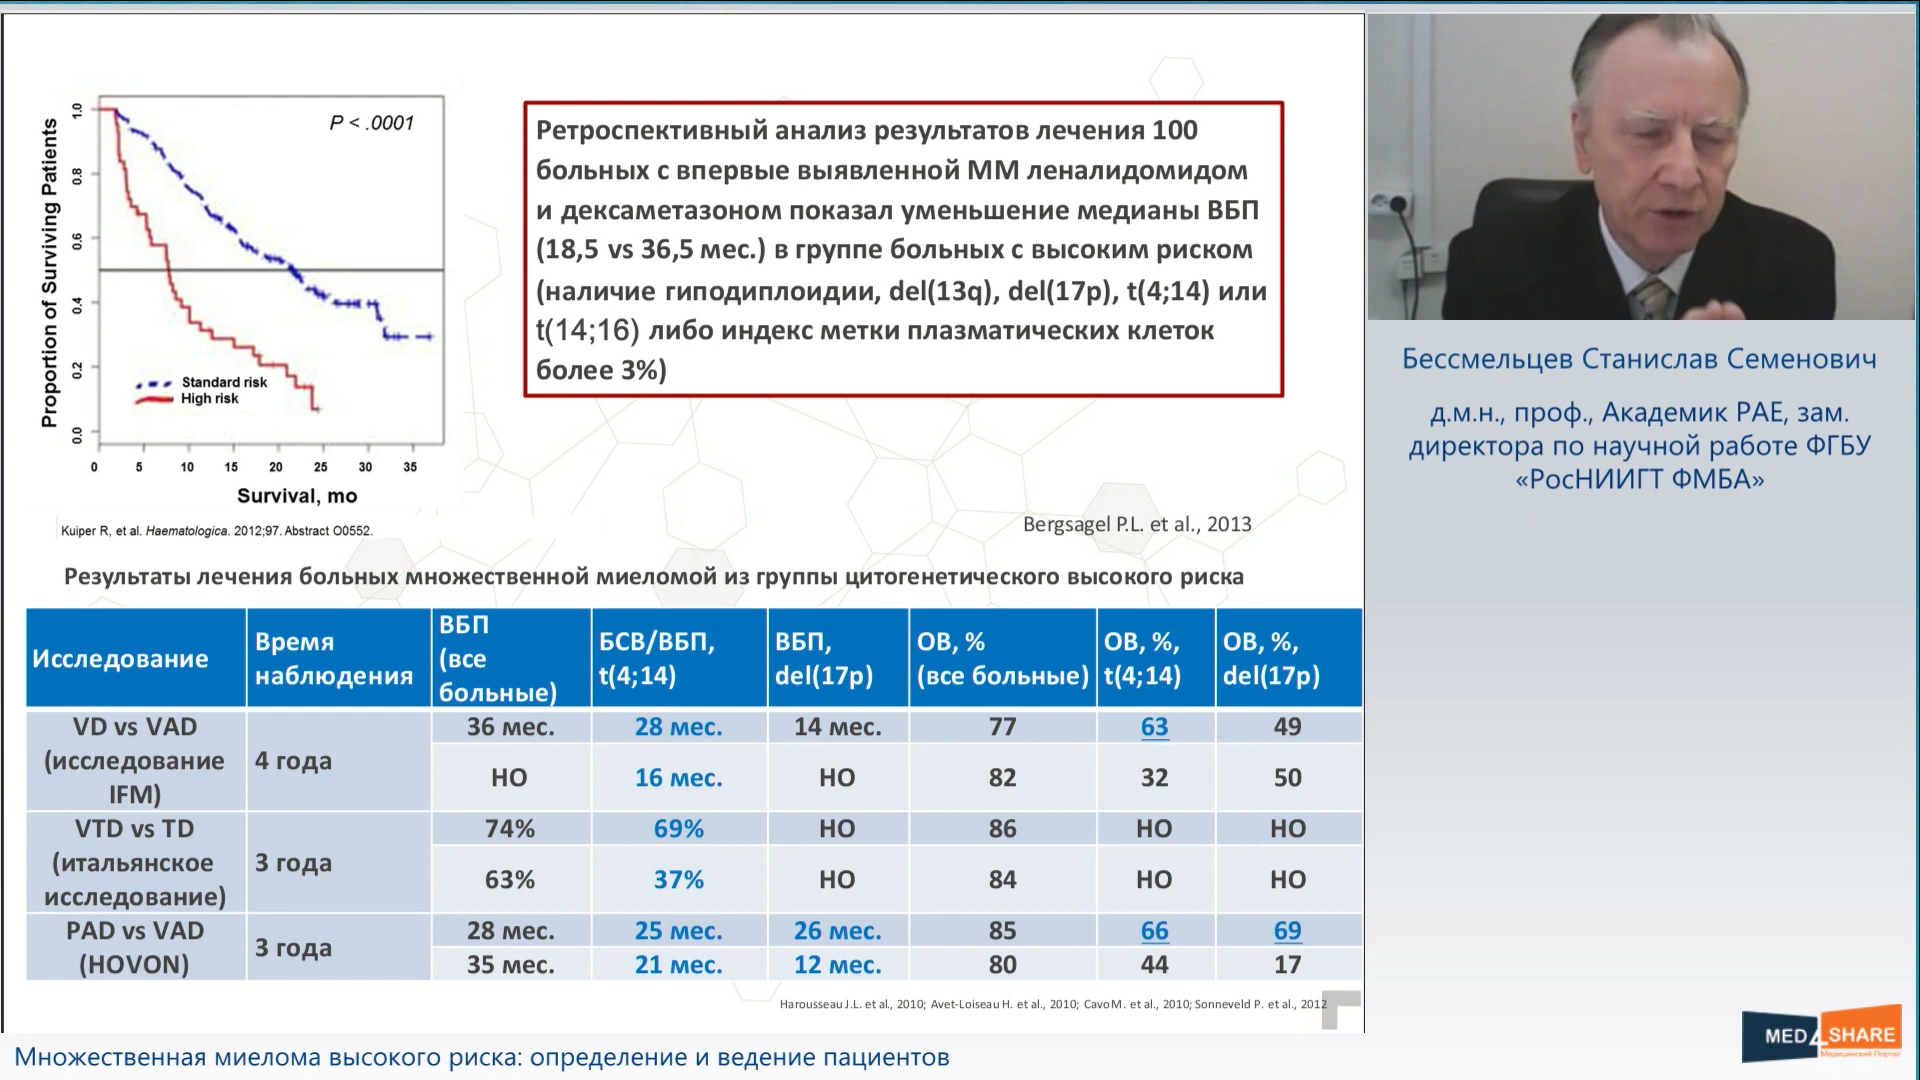 P < .0001
Proportion of Surviving Patients
1.0
0.8
0.6
0.4
0.2
0.0
Standard risk
High risk
0 5 10 15 20 25 30 35
Survival, mo
Kuiper R, et al. Haematologica. 2012;97. Abstract O0552.
Ретроспективный анализ результатов лечения 100
больных с впервые выявленной ММ леналидомидом
и дексаметазоном показал уменьшение медианы ВБП
(18,5 vs 36,5 мес.) в группе больных с высоким риском
(наличие гиподиплоидии, del(13q), del(17p), t(4;14) или
t(14;16) либо индекс метки плазматических клеток
более 3%)
Bergsagel P.L. et al., 2013
Результаты лечения больных множественной миеломой из группы цитогенетического высокого риска
Исследование
Время
наблюдения
ВБП
(все
больные)
БСВ/ВБП,
t(4;14)
ВБП,
del(17p)
ОВ, %
(все больные)
ОВ, %,
t(4;14)
ОВ, %,
del(17p)
VD vs VAD
(исследование
IFM)
4 года
36 мес. 28 мес. 14 мес. 77 63 49
НО 16 мес. НО 82 32 50
VTD vs TD
(итальянское
исследование)
3 года
74% 69% НО 86 НО НО
63% 37% НО 84 НО НО
PAD vs VAD
(HOVON)
3 года
28 мес. 25 мес. 26 мес. 85 66 69
35 мес. 21 мес. 12 мес. 80 44 17
Harousseau J.L. et al., 2010; Avet-Loiseau H. et al., 2010; Cavo M. et al., 2010; Sonneveld P. et al., 2012
Бессмельцев Станислав Семенович
д.м.н., проф., Академик РАЕ, зам.
директора по научной работе ФГБУ
«РосНИИГТ ФМБА»
Множественная миелома высокого риска: определение и ведение пациентов
MED4SHARE
Медицинский Портал